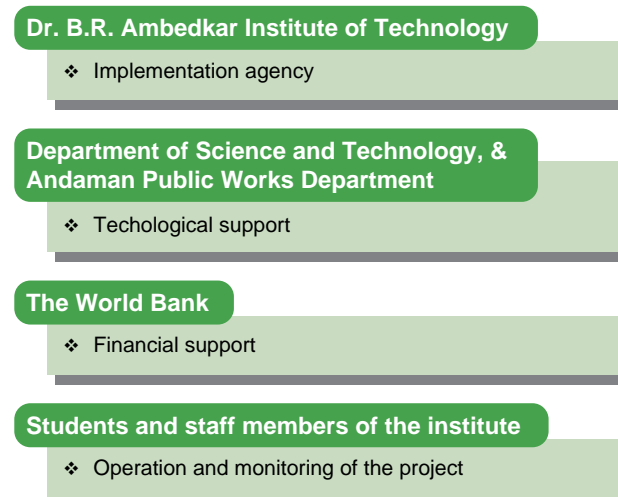 Dr. B.R. Ambedkar Institute of Technology
❖ Implementation agency
Department of Science and Technology, &
Andaman Public Works Department
❖ Techological support
The World Bank
❖ Financial support
Students and staff members of the institute
❖ Operation and monitoring of the project